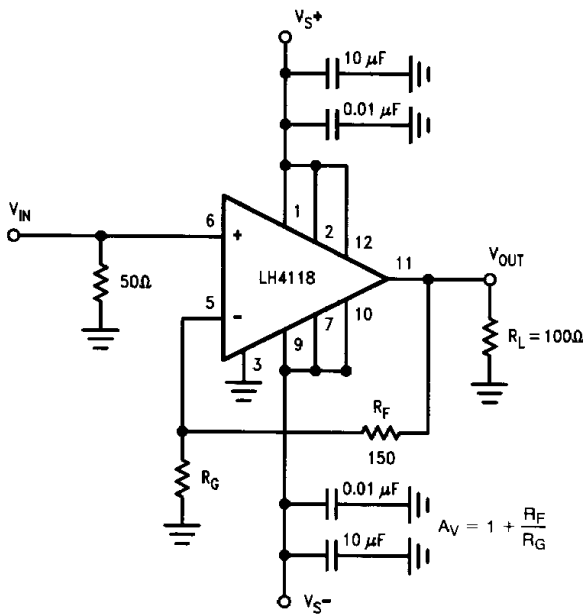 VS+
10 µF
0.01 µF
VIN
6
+
1
2
12
11
VOUT
50Ω
LH4118
5
−
3
9
7
10
RL = 100Ω
RF
150
RG
0.01 µF
AV = 1 + RF
RG
10 µF
VS−